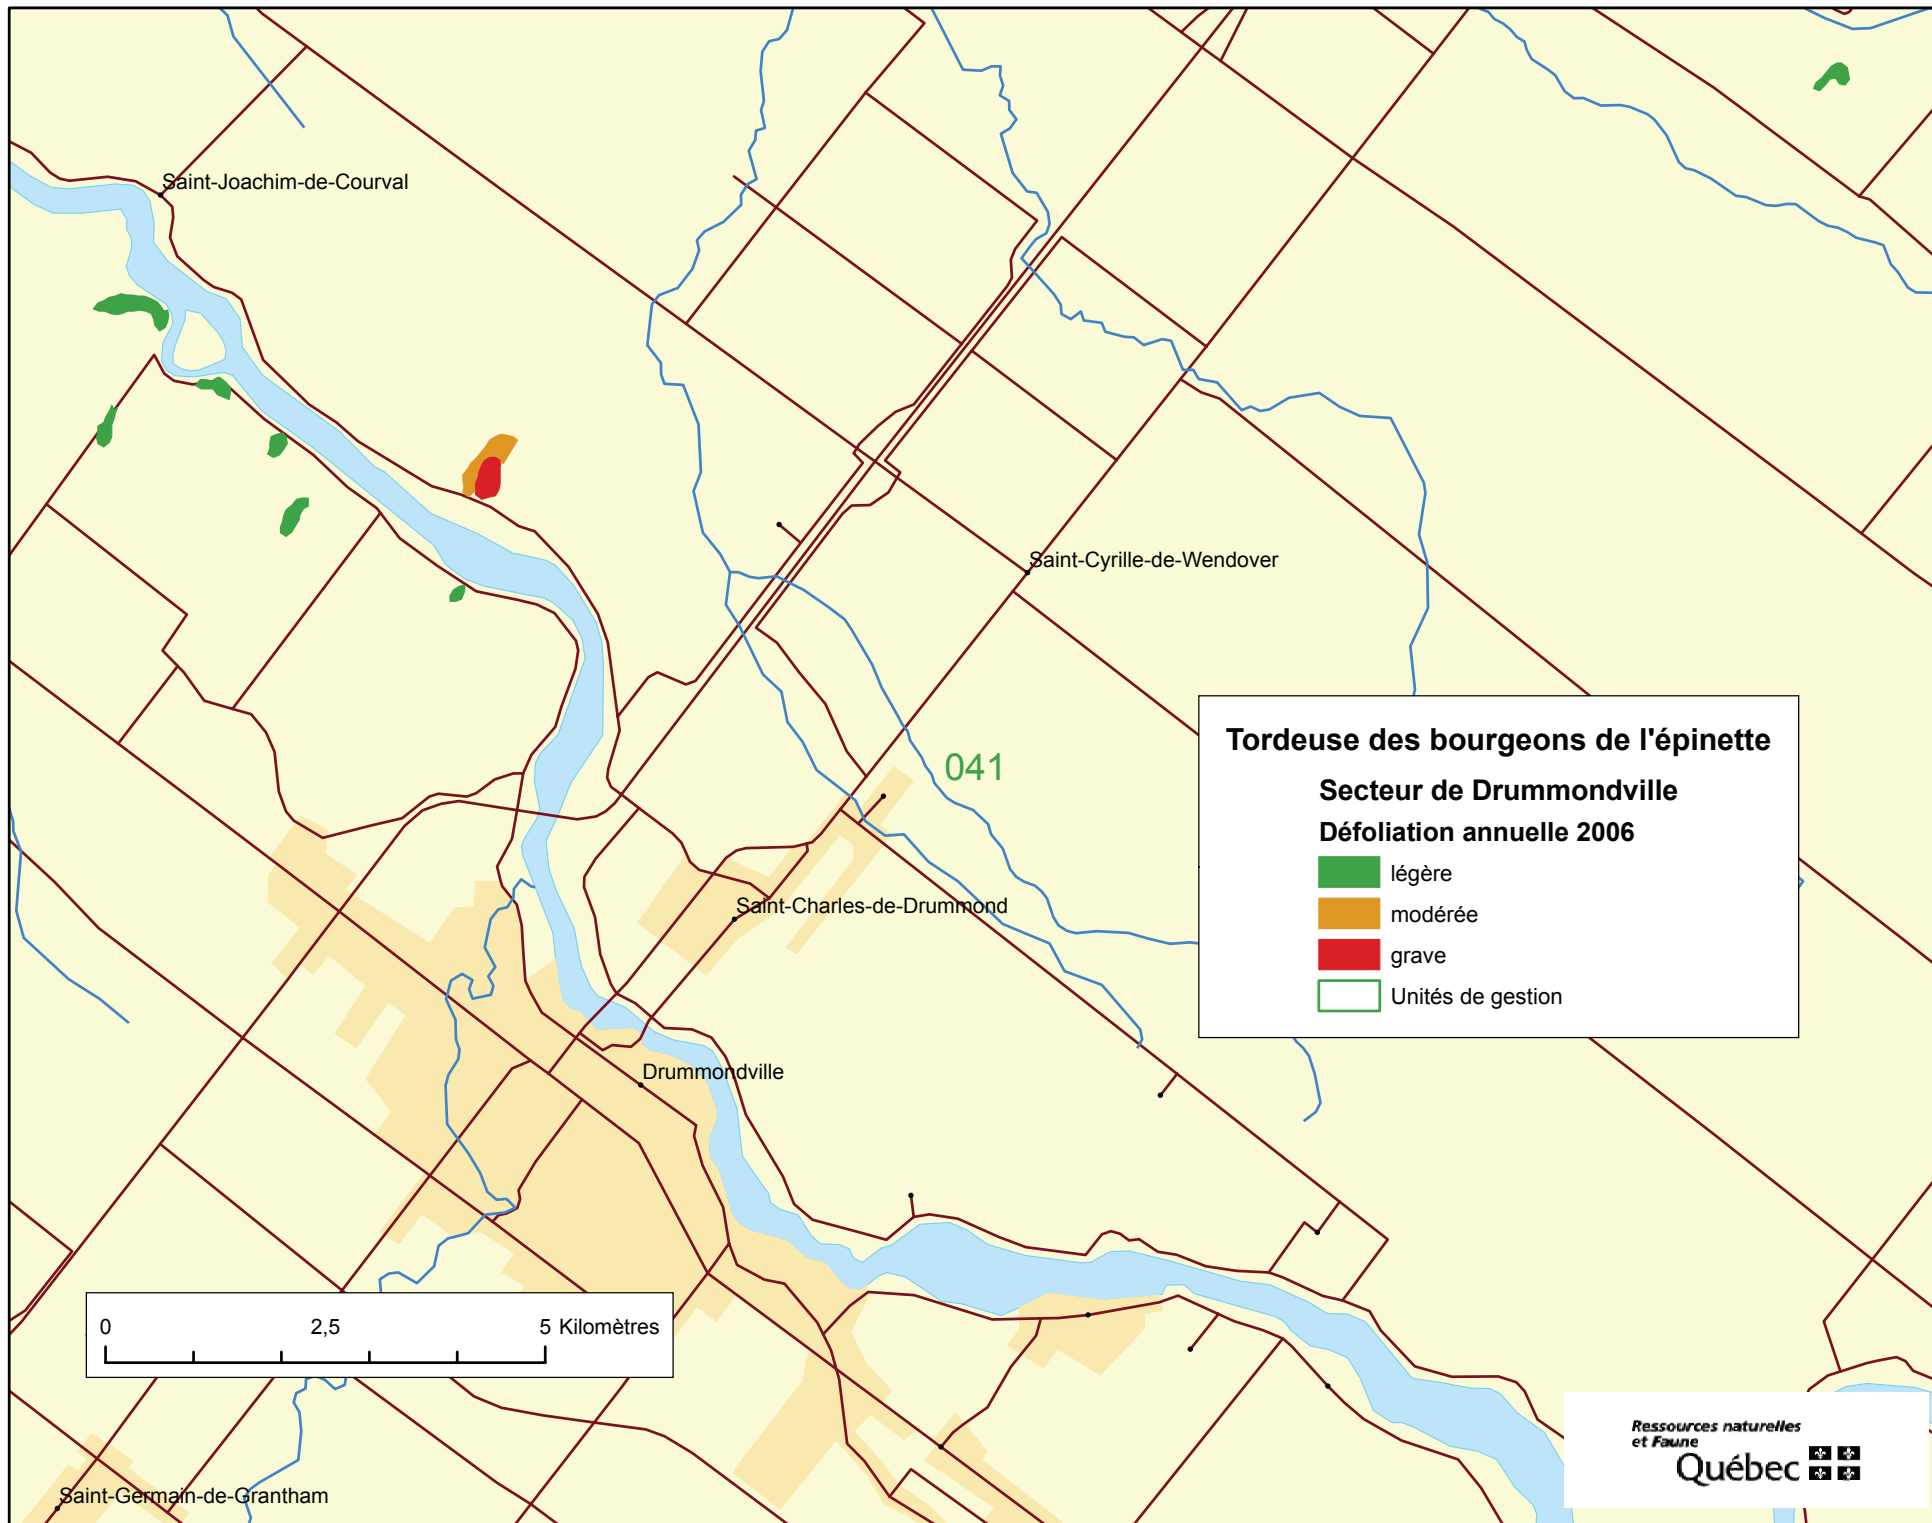 Saint-Joachim-de-Courval
Saint-Cyrille-de-Wendover
041
Tordeuse des bourgeons de l'épinette
Secteur de Drummondville
Défoliation annuelle 2006
légère
modérée
grave
Unités de gestion
Saint-Charles-de-Drummond
Drummondville
0 2,5 5 Kilomètres
Ressources naturelles
et Faune
Québec
Saint-Germain-de-Grantham